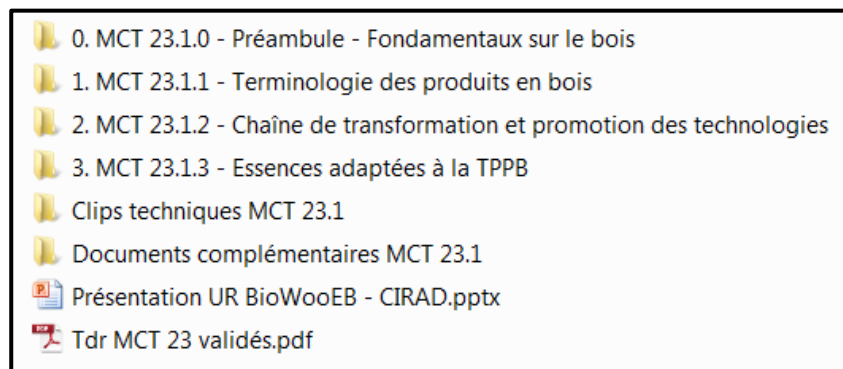 0. MCT 23.1.0 - Préambule - Fondamentaux sur le bois
1. MCT 23.1.1 - Terminologie des produits en bois
2. MCT 23.1.2 - Chaîne de transformation et promotion des technologies
3. MCT 23.1.3 - Essences adaptées à la TPPB
Clips techniques MCT 23.1
Documents complémentaires MCT 23.1
Présentation UR BioWooEB - CIRAD.pptx
Tdr MCT 23 validés.pdf